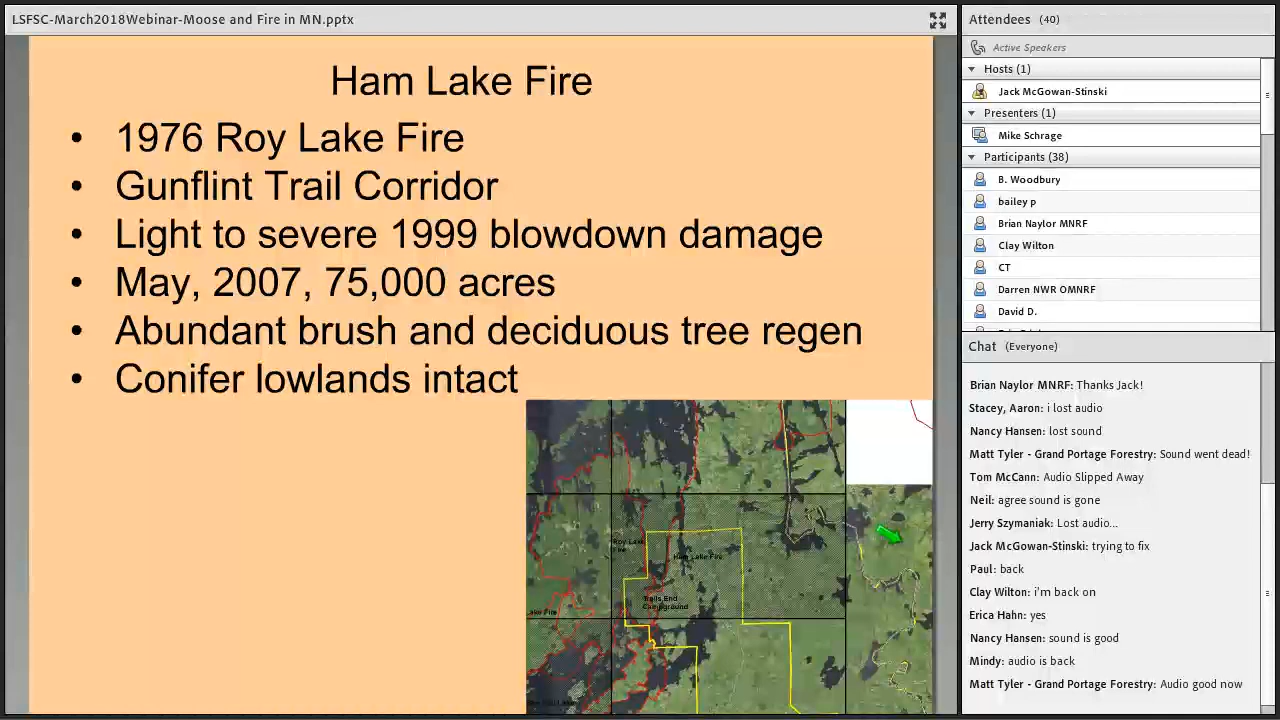 LSFSC-March2018Webinar-Moose and Fire in MN.pptx
Ham Lake Fire
• 1976 Roy Lake Fire
• Gunflint Trail Corridor
• Light to severe 1999 blowdown damage
• May, 2007, 75,000 acres
• Abundant brush and deciduous tree regen
• Conifer lowlands intact
Roy Lake
Fire
Ham Lake Fire
Trails End
Campground
Lake Fire
Attendees (40)
Active Speakers
Hosts (1)
Jack McGowan-Stinski
Presenters (1)
Mike Schrage
Participants (38)
B. Woodbury
bailey p
Brian Naylor MNRF
Clay Wilton
CT
Darren NWR OMNRF
David D.
Chat (Everyone)
Brian Naylor MNRF: Thanks Jack!
Stacey, Aaron: i lost audio
Nancy Hansen: lost sound
Matt Tyler - Grand Portage Forestry: Sound went dead!
Tom McCann: Audio Slipped Away
Neil: agree sound is gone
Jerry Szymaniak: Lost audio...
Jack McGowan-Stinski: trying to fix
Paul: back
Clay Wilton: i'm back on
Erica Hahn: yes
Nancy Hansen: sound is good
Mindy: audio is back
Matt Tyler - Grand Portage Forestry: Audio good now